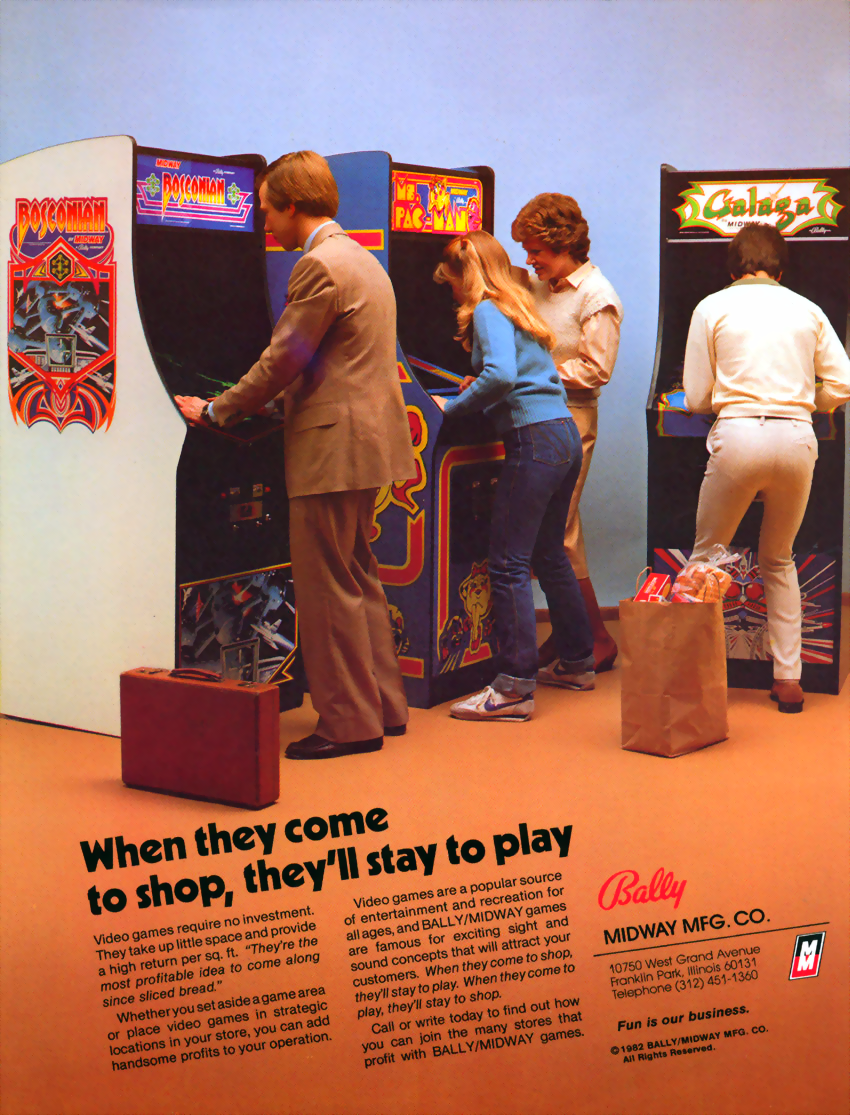 BOSCONIAN
BY MIDWAY
MIDWAY
BOSCONIAN
MS. PAC-MAN
MIDWAY
Galaga
MIDWAY
Bally
When they come
to shop, they'll stay to play
Video games require no investment.
They take up little space and provide
a high return per sq. ft. "They're the
most profitable idea to come along
since sliced bread."
Whether you set aside a game area
or place video games in strategic
locations in your store, you can add
handsome profits to your operation.
Video games are a popular source
of entertainment and recreation for
all ages, and BALLY/MIDWAY games
are famous for exciting sight and
sound concepts that will attract your
customers. When they come to shop,
they'll stay to play. When they come to
play, they'll stay to shop.
Call or write today to find out how
you can join the many stores that
profit with BALLY/MIDWAY games.
Bally
MIDWAY MFG. CO.
10750 West Grand Avenue
Franklin Park, Illinois 60131
Telephone (312) 451-1360
Fun is our business.
© 1982 BALLY/MIDWAY MFG. CO.
All Rights Reserved.